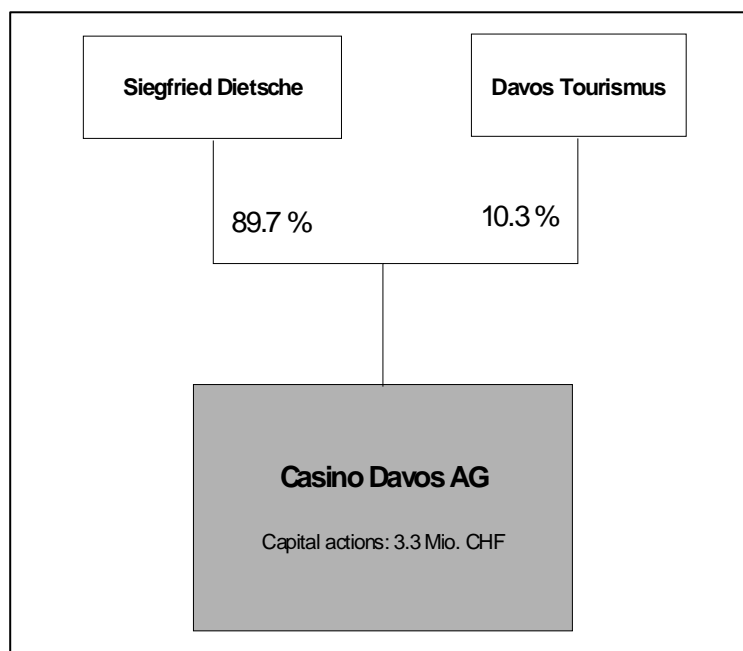 Siegfried Dietsche
Davos Tourismus
89.7 %
10.3 %
Casino Davos AG
Capital actions: 3.3 Mio. CHF